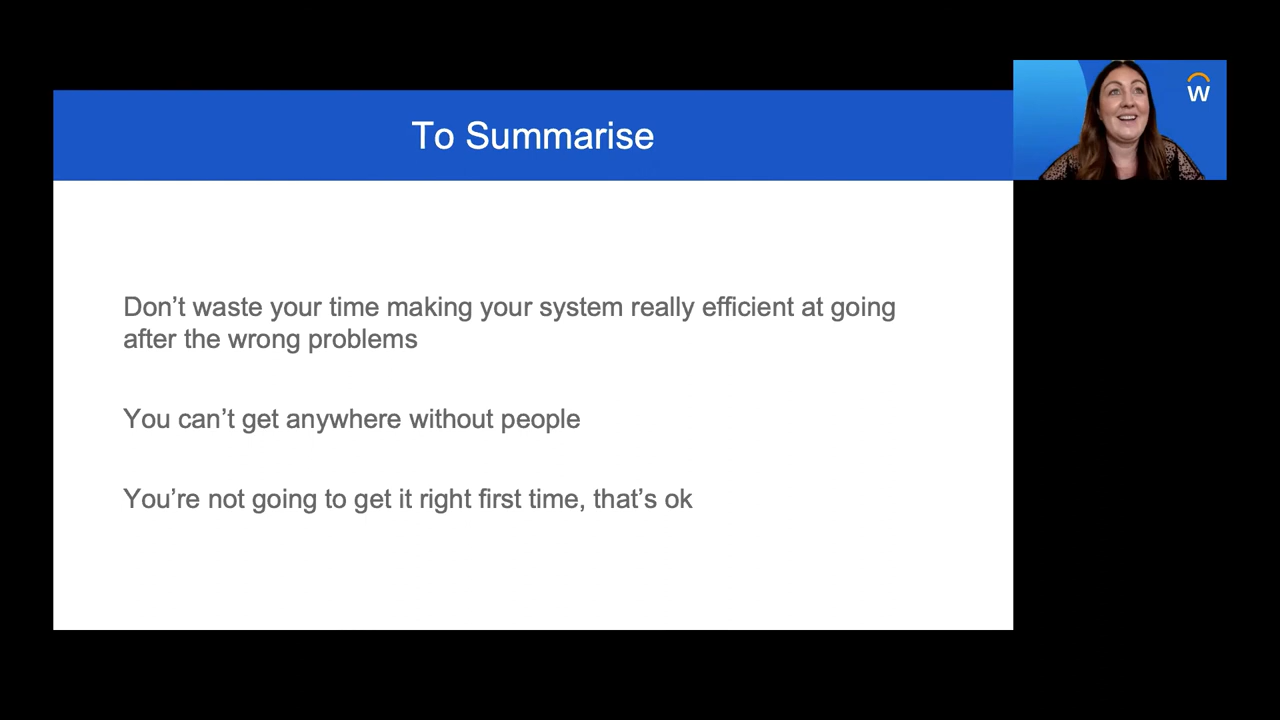 To Summarise
W
Don’t waste your time making your system really efficient at going
after the wrong problems
You can’t get anywhere without people
You’re not going to get it right first time, that’s ok